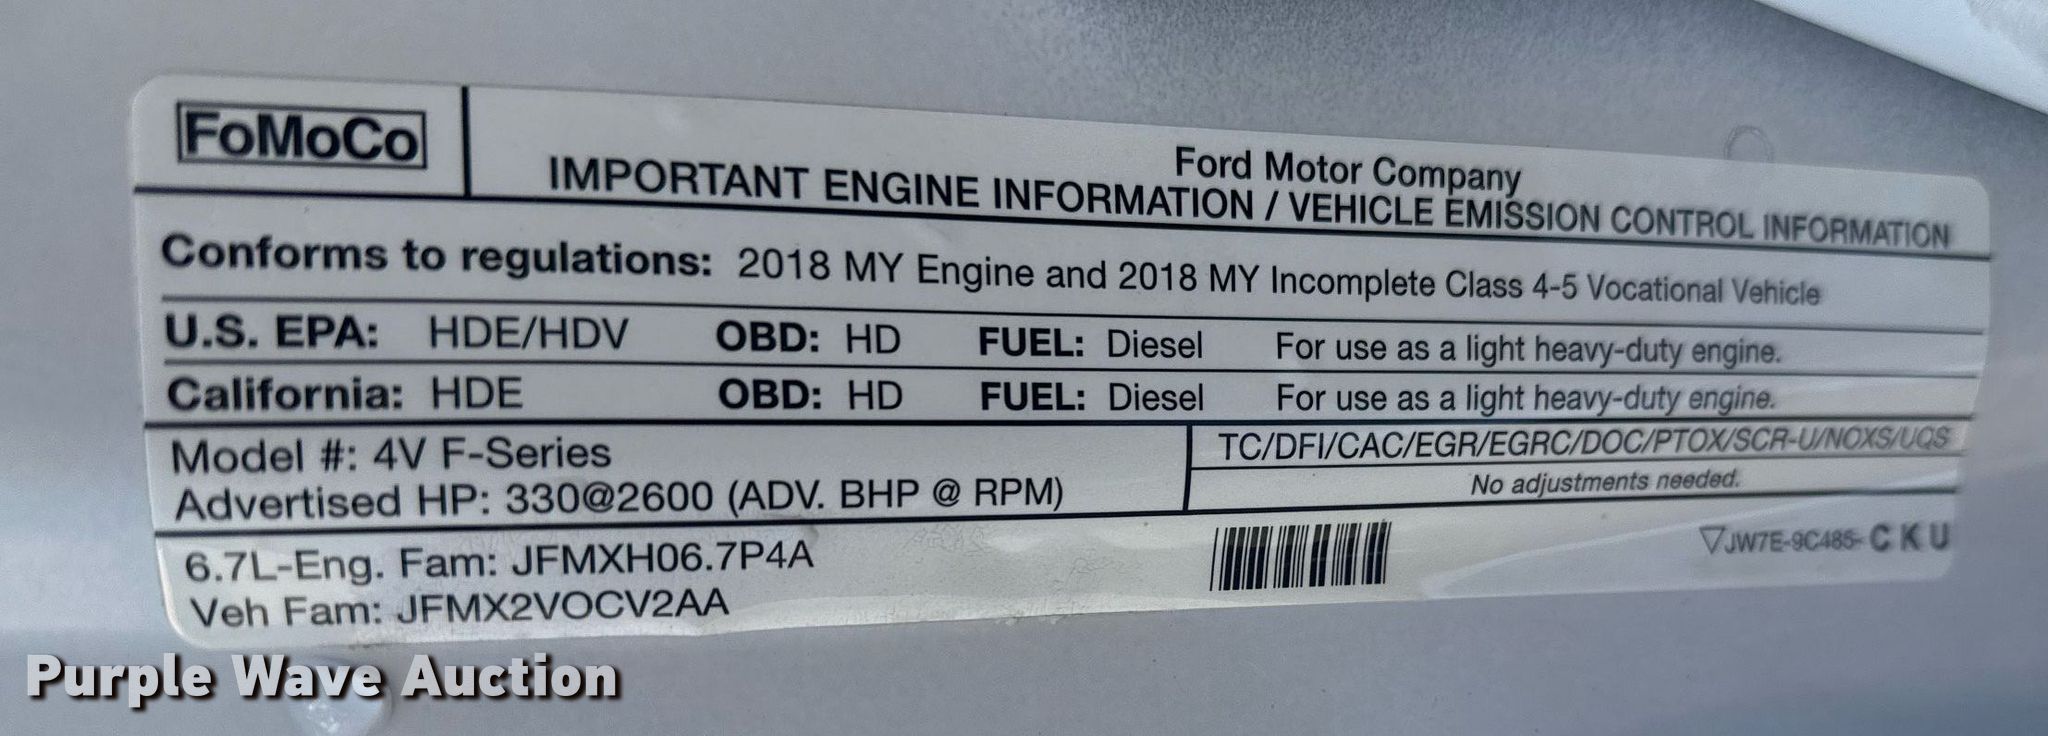 FoMoCo
Ford Motor Company
IMPORTANT ENGINE INFORMATION / VEHICLE EMISSION CONTROL INFORMATION
Conforms to regulations: 2018 MY Engine and 2018 MY Incomplete Class 4-5 Vocational Vehicle
U.S. EPA: HDE/HDV OBD: HD FUEL: Diesel For use as a light heavy-duty engine.
California: HDE OBD: HD FUEL: Diesel For use as a light heavy-duty engine.
Model #: 4V F-Series
Advertised HP: 330@2600 (ADV. BHP @ RPM)
TC/DFI/CAC/EGR/EGRC/DOC/PTOX/SCR-U/NOXS/UQS
No adjustments needed.
6.7L-Eng. Fam: JFMXH06.7P4A
Veh Fam: JFMX2VOCV2AA
▽JW7E-9C485-CKU
Purple Wave Auction